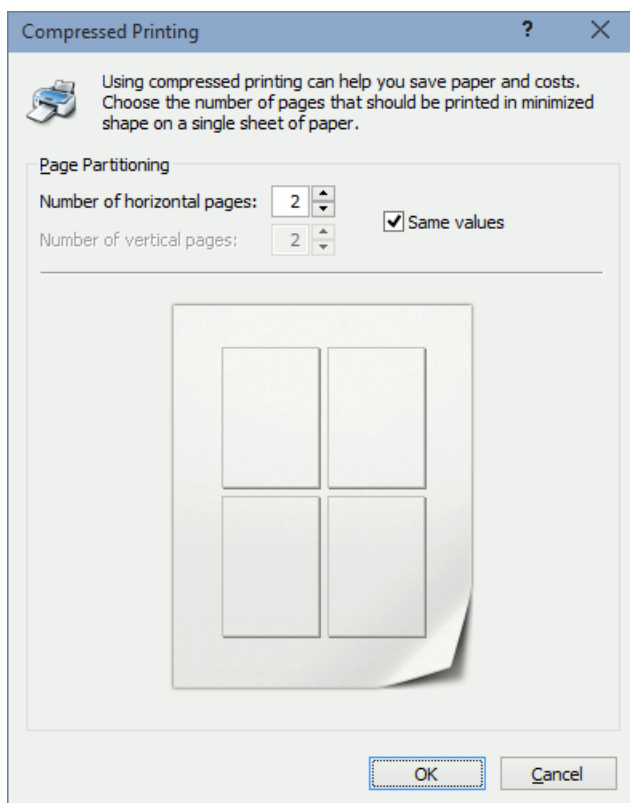 Compressed Printing ?
Using compressed printing can help you save paper and costs.
Choose the number of pages that should be printed in minimized
shape on a single sheet of paper.
Page Partitioning
Number of horizontal pages: 2
Same values
Number of vertical pages: 2
OK Cancel